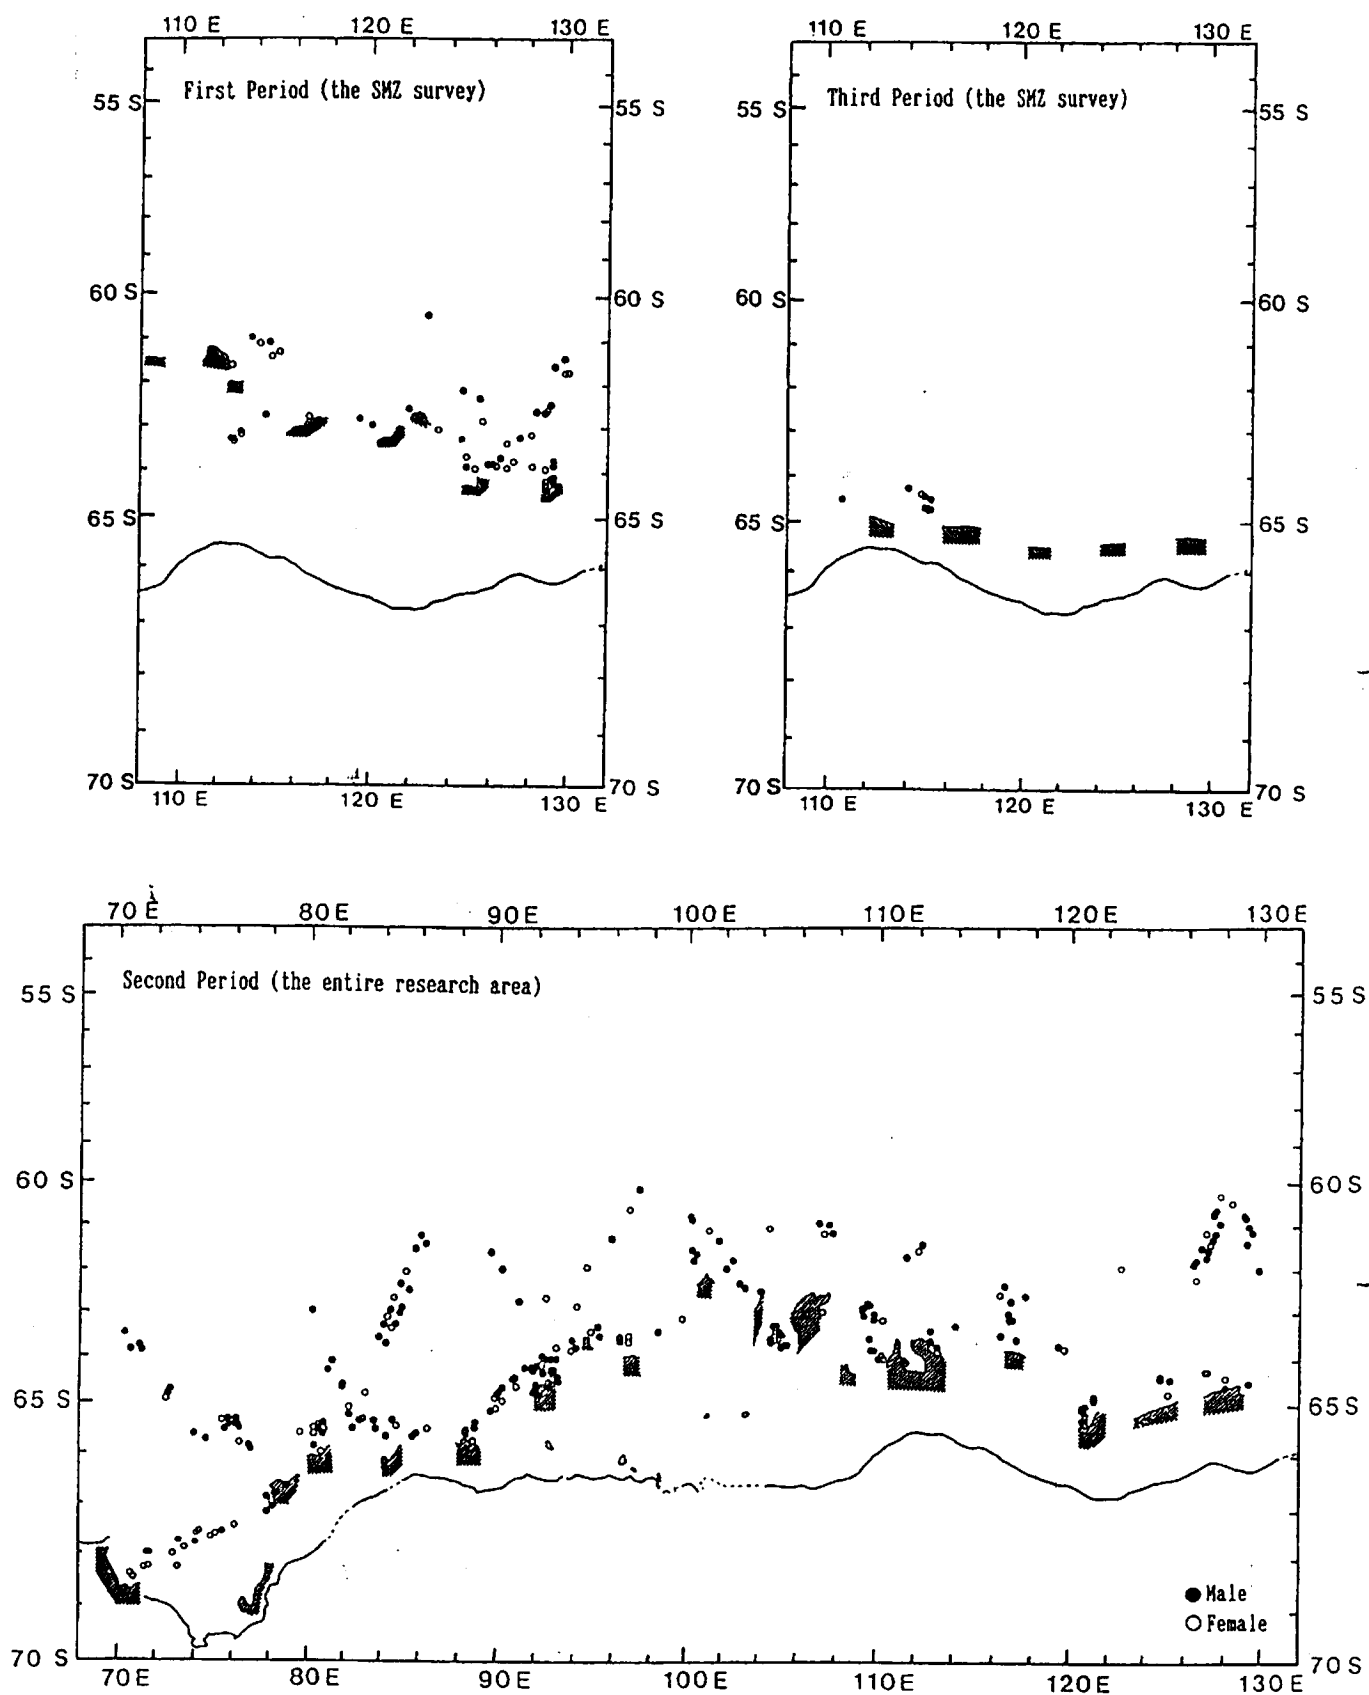 110 E 120 E 130 E
110 E 120 E 130 E
First Period (the SMZ survey)
Third Period (the SMZ survey)
55 S 55 S 55 S 55 S
60 S 60 S 60 S 60 S
65 S 65 S 65 S 65 S
70 S 70 S 70 S 70 S
110 E 120 E 130 E
110 E 120 E 130 E
70 E 80 E 90 E 100 E 110 E 120 E 130 E
Second Period (the entire research area)
55 S 55 S
60 S 60 S
65 S 65 S
Male
Female
70 S 70 S
70 E 80 E 90 E 100 E 110 E 120 E 130 E